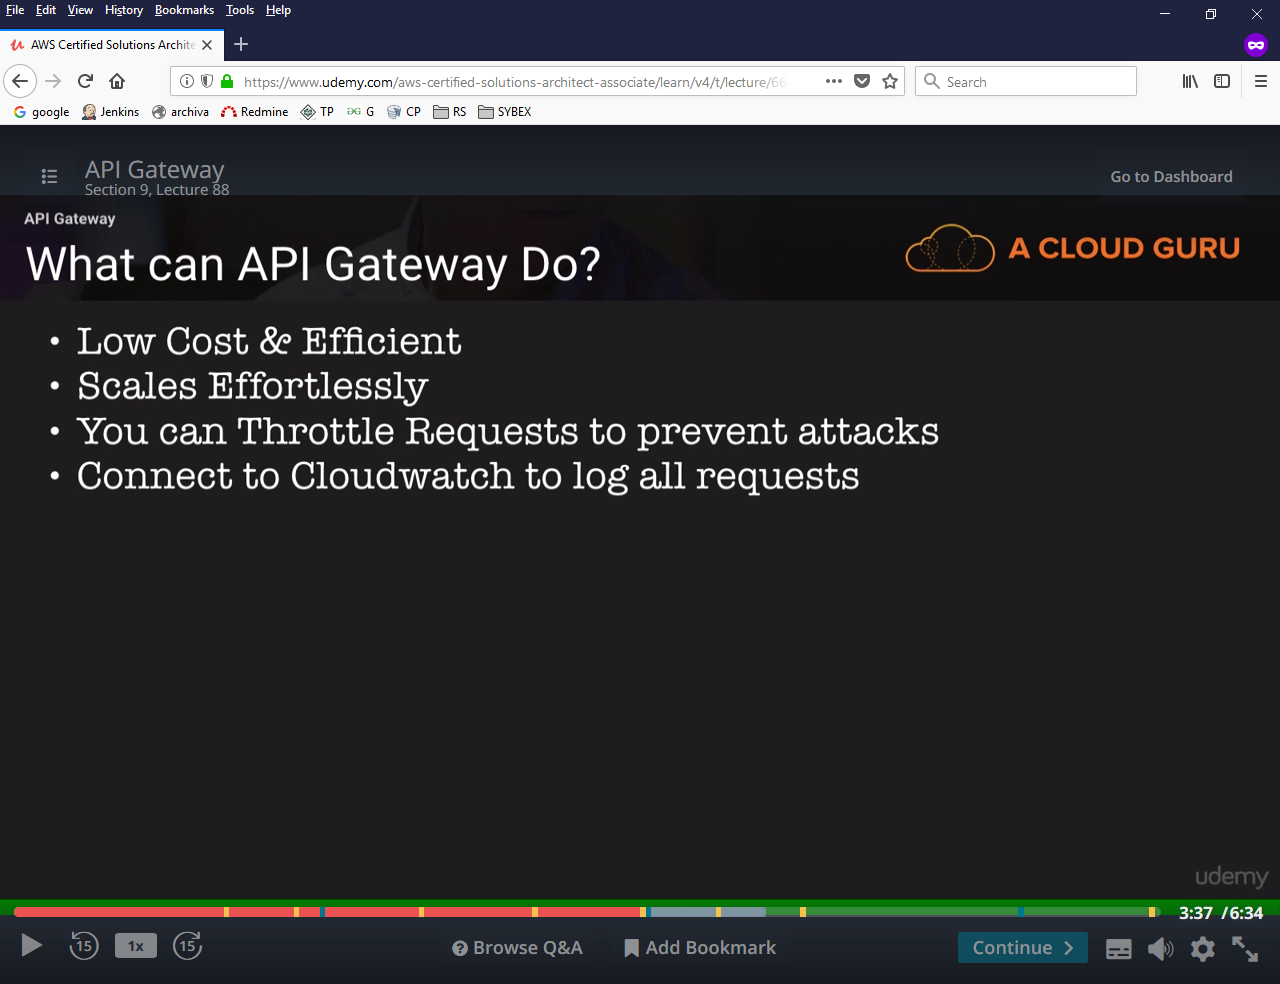 File Edit View History Bookmarks Tools Help
AWS Certified Solutions Archite
https://www.udemy.com/aws-certified-solutions-architect-associate/learn/v4/t/lecture/66
Search
google Jenkins archiva Redmine TP G CP RS SYBEX
API Gateway
Section 9, Lecture 88
Go to Dashboard
API Gateway
What can API Gateway Do?
A CLOUD GURU
• Low Cost & Efficient
• Scales Effortlessly
• You can Throttle Requests to prevent attacks
• Connect to Cloudwatch to log all requests
udemy
3:37 /6:34
15 1x 15 Browse Q&A Add Bookmark Continue